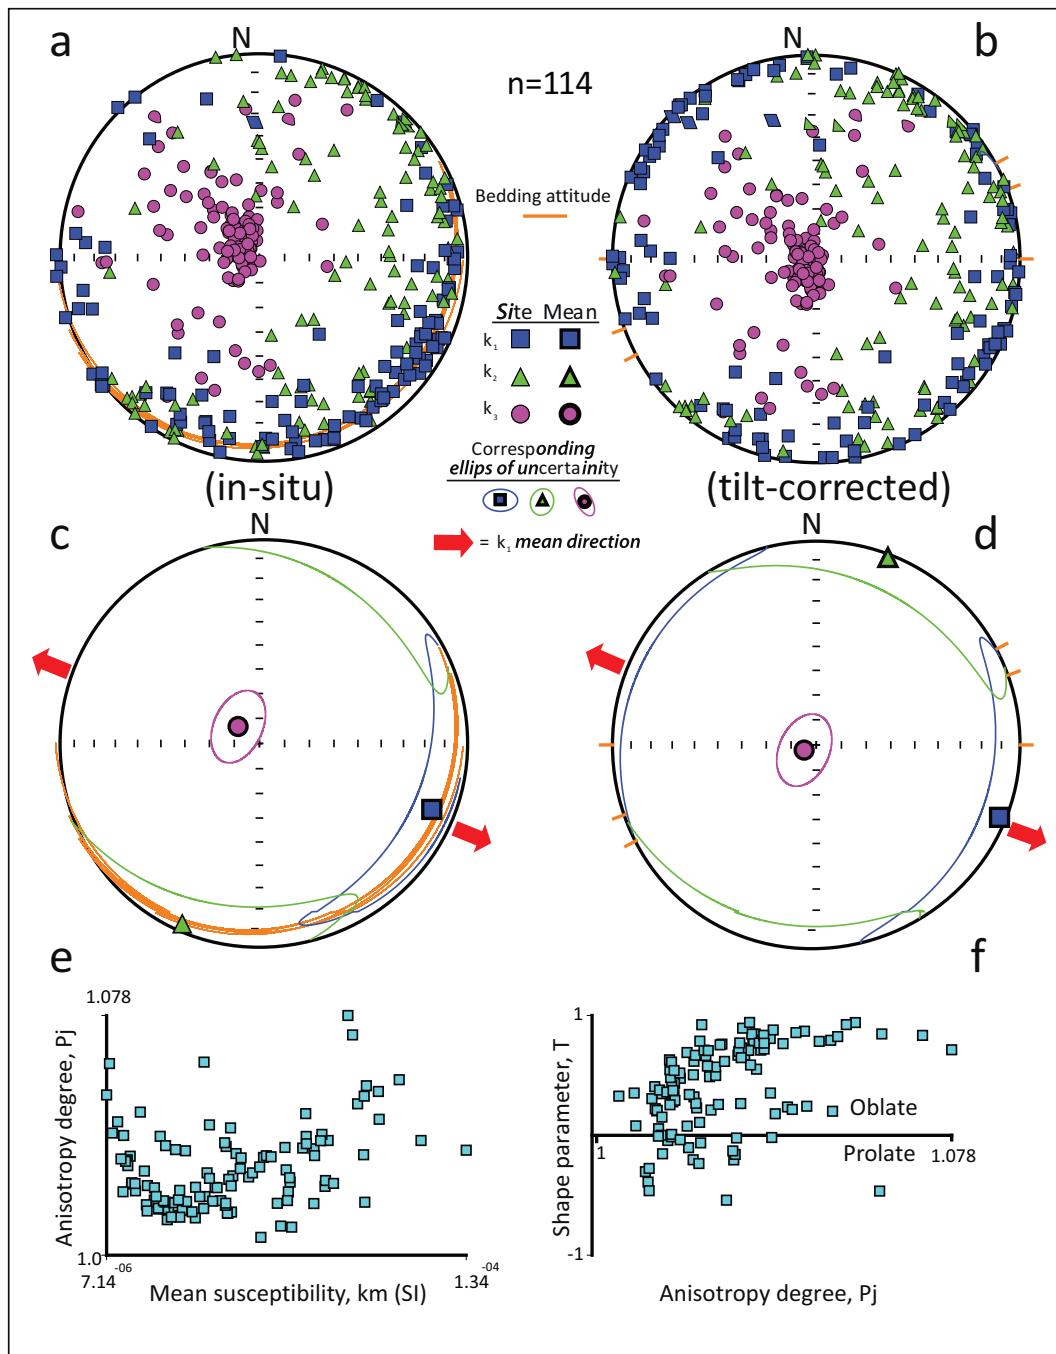 a
N
N
b
n=114
Bedding attitude
Site Mean
k1
k2
k3
Corresponding
ellips of uncertainity
(in-situ)
(tilt-corrected)
= k1 mean direction
c
N
N
d
e
f
1.078
Anisotropy degree, Pj
1.0
7.14-06
1.34-04
Mean susceptibility, km (SI)
1
Shape parameter, T
Oblate
Prolate
1
1.078
-1
Anisotropy degree, Pj